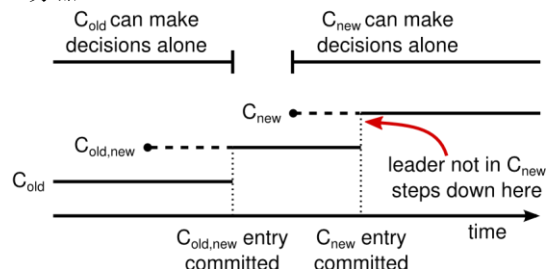 C_old can make
decisions alone
C_new can make
decisions alone
C_new
C_old,new
C_old
leader not in C_new
steps down here
time
C_old,new entry
committed
C_new entry
committed